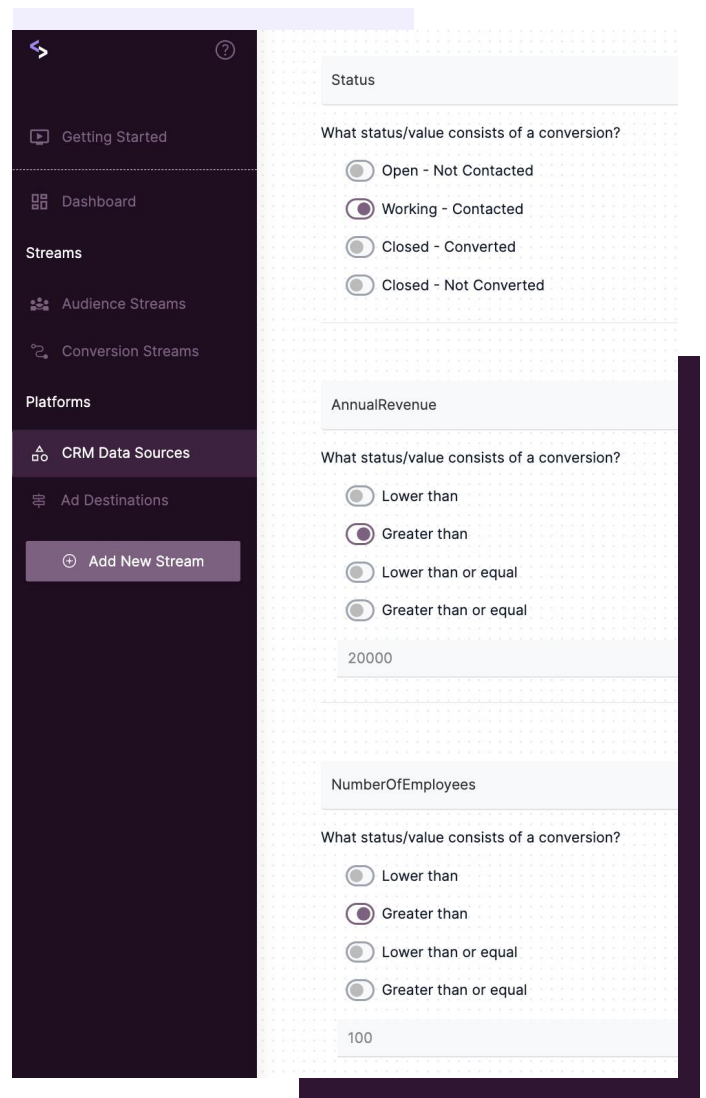 Getting Started
Dashboard
Streams
Audience Streams
Conversion Streams
Platforms
CRM Data Sources
Ad Destinations
Add New Stream
Status
What status/value consists of a conversion?
Open - Not Contacted
Working - Contacted
Closed - Converted
Closed - Not Converted
AnnualRevenue
What status/value consists of a conversion?
Lower than
Greater than
Lower than or equal
Greater than or equal
20000
NumberOfEmployees
What status/value consists of a conversion?
Lower than
Greater than
Lower than or equal
Greater than or equal
100